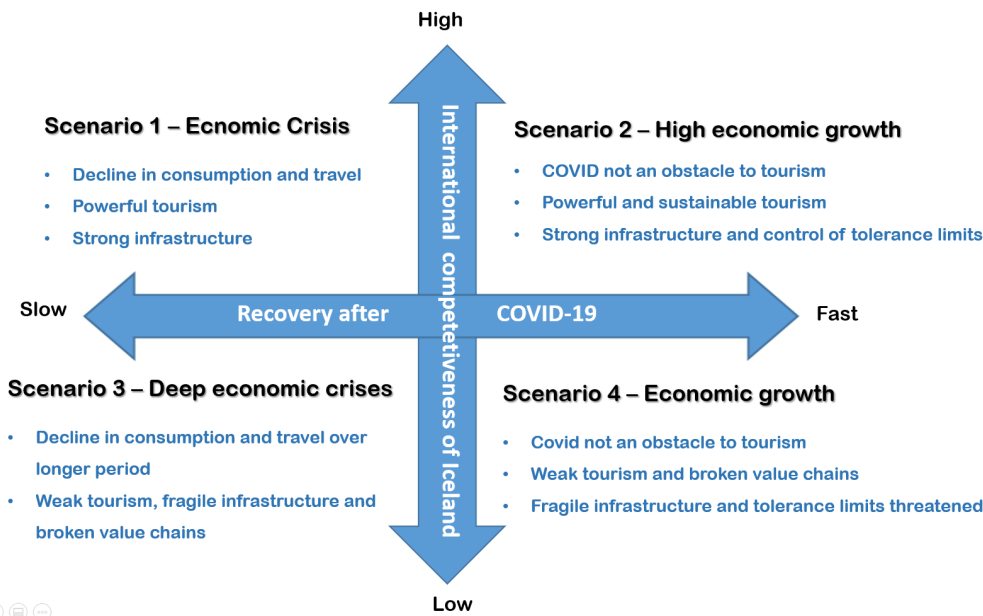 High
Scenario 1 – Ecnomic Crisis
• Decline in consumption and travel
• Powerful tourism
• Strong infrastructure
Scenario 2 – High economic growth
• COVID not an obstacle to tourism
• Powerful and sustainable tourism
• Strong infrastructure and control of tolerance limits
International competetiveness of Iceland
Slow
Recovery after COVID-19
Fast
Scenario 3 – Deep economic crises
• Decline in consumption and travel over
longer period
• Weak tourism, fragile infrastructure and
broken value chains
Scenario 4 – Economic growth
• Covid not an obstacle to tourism
• Weak tourism and broken value chains
• Fragile infrastructure and tolerance limits threatened
Low